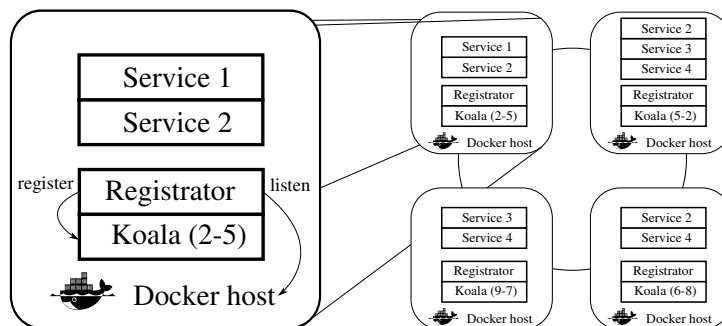 Service 1
Service 2
register
Registrator
listen
Koala (2-5)
Docker host
Service 1
Service 2
Registrator
Koala (2-5)
Docker host
Service 2
Service 3
Service 4
Registrator
Koala (5-2)
Docker host
Service 3
Service 4
Registrator
Koala (9-7)
Docker host
Service 2
Service 4
Registrator
Koala (6-8)
Docker host